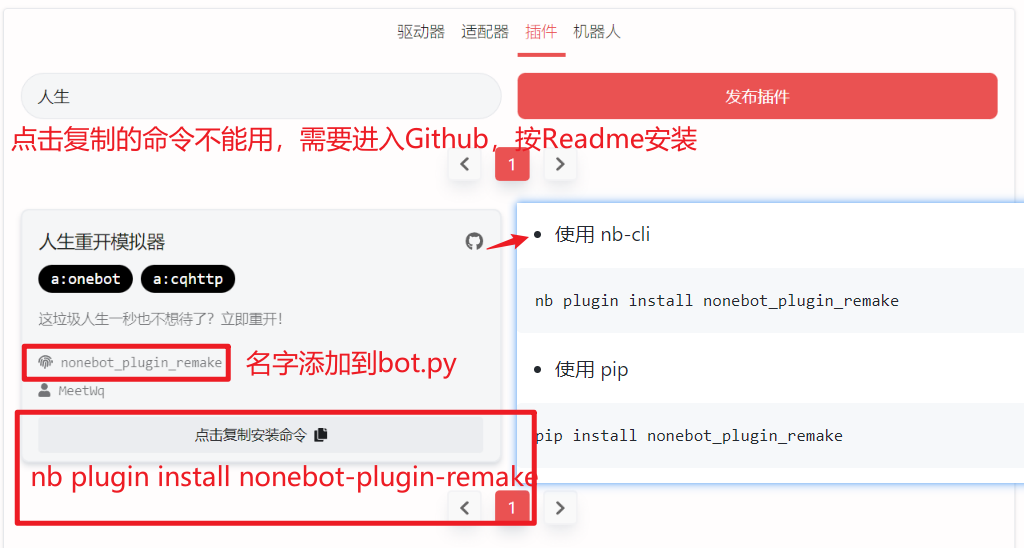 驱动器 适配器 插件 机器人
人生
发布插件
点击复制的命令不能用，需要进入Github，按Readme安装
1
人生重开模拟器
a:onebot a:cqhttp
这垃圾人生一秒也不想待了？立即重开！
nonebot_plugin_remake
名字添加到bot.py
MeetWq
点击复制安装命令
nb plugin install nonebot-plugin-remake
1
使用 nb-cli
nb plugin install nonebot_plugin_remake
使用 pip
pip install nonebot_plugin_remake